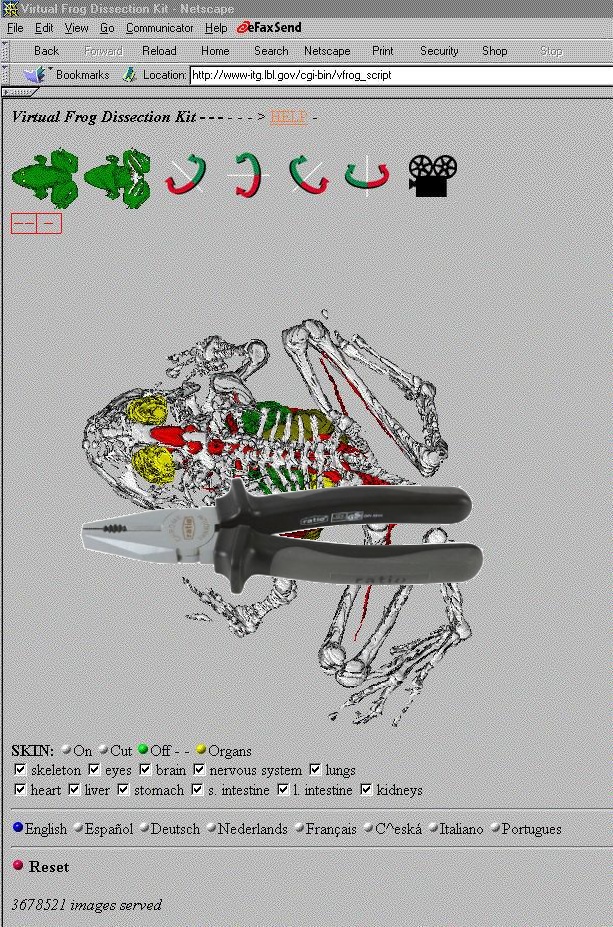 Virtual Frog Dissection Kit - Netscape
File Edit View Go Communicator Help eFaxSend
Back Forward Reload Home Search Netscape Print Security Shop Stop
Bookmarks Location: http://www-itg.lbl.gov/cgi-bin/vfrog_script
Virtual Frog Dissection Kit - - - - - - > HELP -
ratio
ratio
SKIN: On Cut Off - - Organs
skeleton eyes brain nervous system lungs
heart liver stomach s. intestine l. intestine kidneys
English Español Deutsch Nederlands Français C^eská Italiano Portugues
Reset
3678521 images served